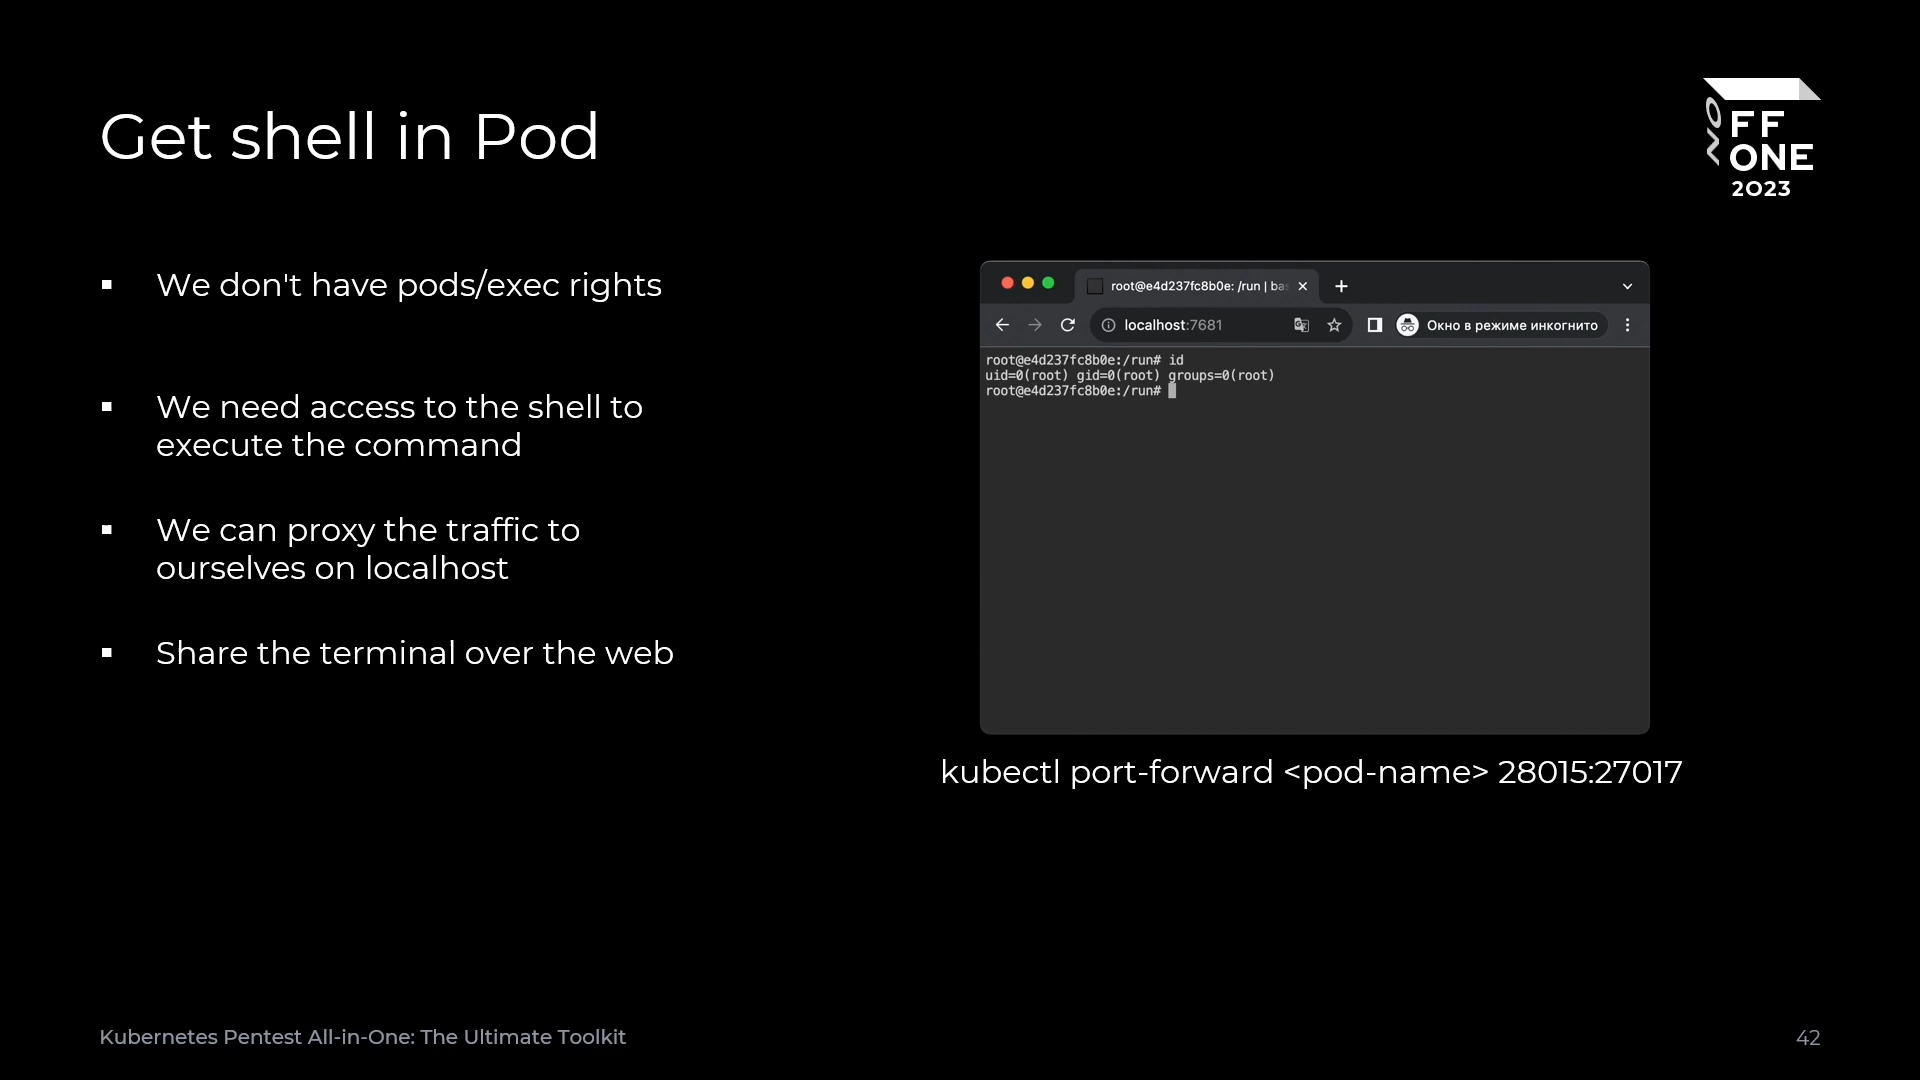 Get shell in Pod
OFF
ZONE
2023
We don't have pods/exec rights
We need access to the shell to
execute the command
We can proxy the traffic to
ourselves on localhost
Share the terminal over the web
root@e4d237fc8b0e: /run | ba
localhost:7681
Окно в режиме инкогнито
root@e4d237fc8b0e:/run# id
uid=0(root) gid=0(root) groups=0(root)
root@e4d237fc8b0e:/run#
kubectl port-forward <pod-name> 28015:27017
Kubernetes Pentest All-in-One: The Ultimate Toolkit
42